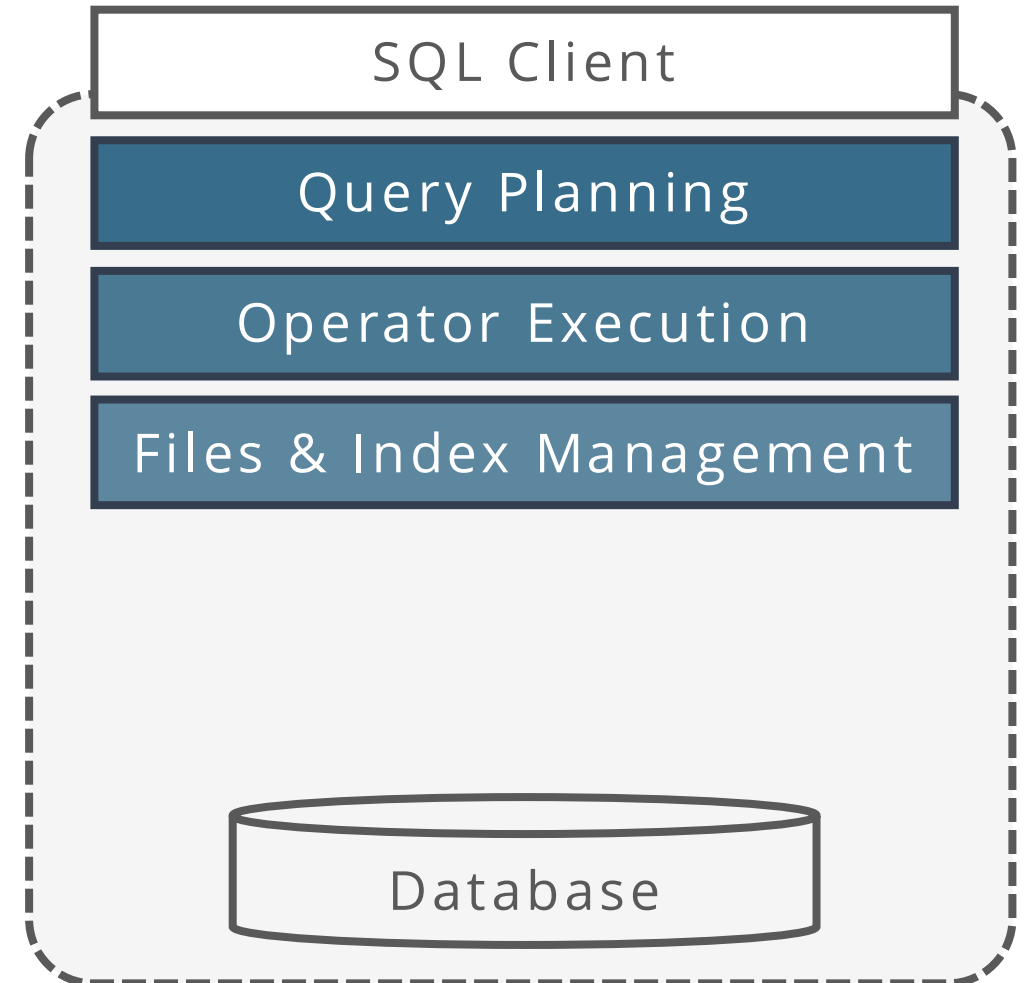 SQL Client
Query Planning
Operator Execution
Files & Index Management
Database